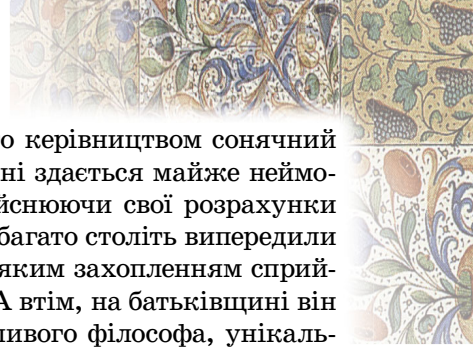 о керівництвом сонячний
ні здається майже неймо-
йснюючи свої розрахунки
багато століть випередили
яким захопленням сприй-
А втім, на батьківщині він
ливого філософа, унікаль-